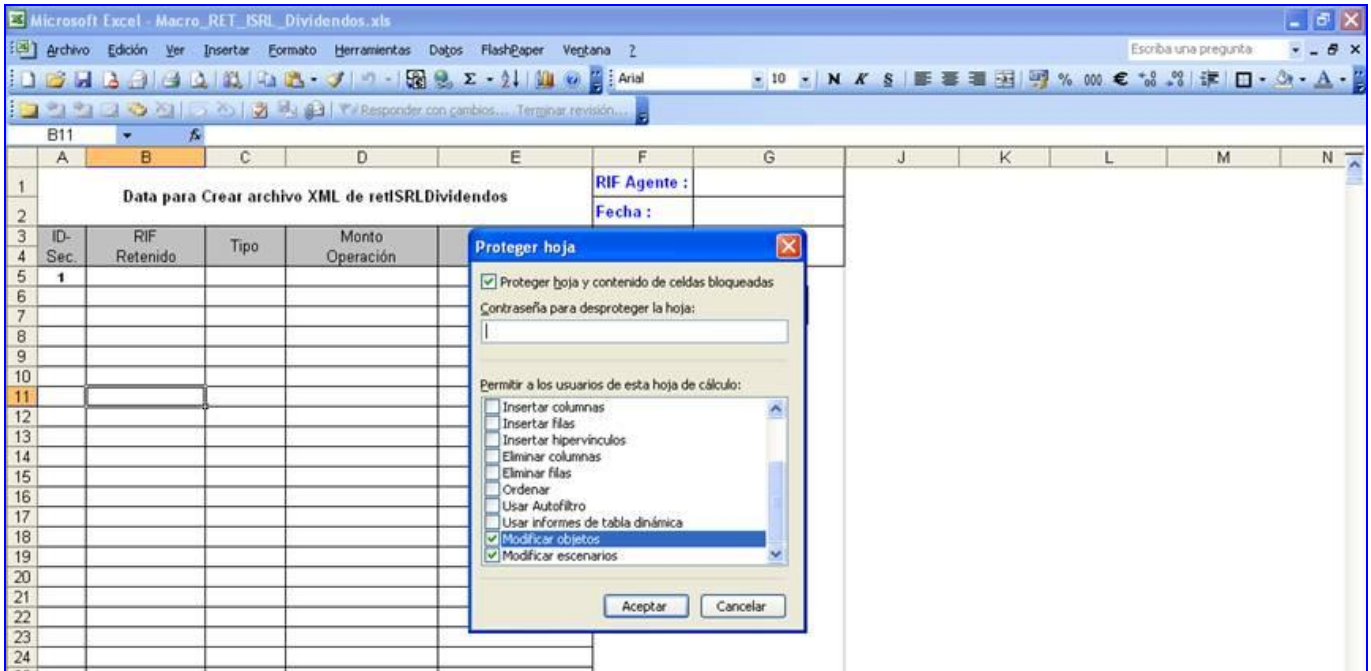 Microsoft Excel - Macro_RET_ISRL_Dividendos.xls
Archivo Edición Ver Insertar Formato Herramientas Datos FlashPaper Ventana ? Escriba una pregunta
Arial 10 N K S % 000 €
Responder con cambios... Terminar revisión...
B11 fx
A B C D E F G J K L M N
1 Data para Crear archivo XML de retISRLDividendos RIF Agente :
2 Fecha :
3 ID- RIF Tipo Monto
4 Sec. Retenido Operación
5 1
6
7
8
9
10
11
12
13
14
15
16
17
18
19
20
21
22
23
24
Proteger hoja
Proteger hoja y contenido de celdas bloqueadas
Contraseña para desproteger la hoja:
Permitir a los usuarios de esta hoja de cálculo:
Insertar columnas
Insertar filas
Insertar hipervínculos
Eliminar columnas
Eliminar filas
Ordenar
Usar Autofiltro
Usar informes de tabla dinámica
Modificar objetos
Modificar escenarios
Aceptar Cancelar